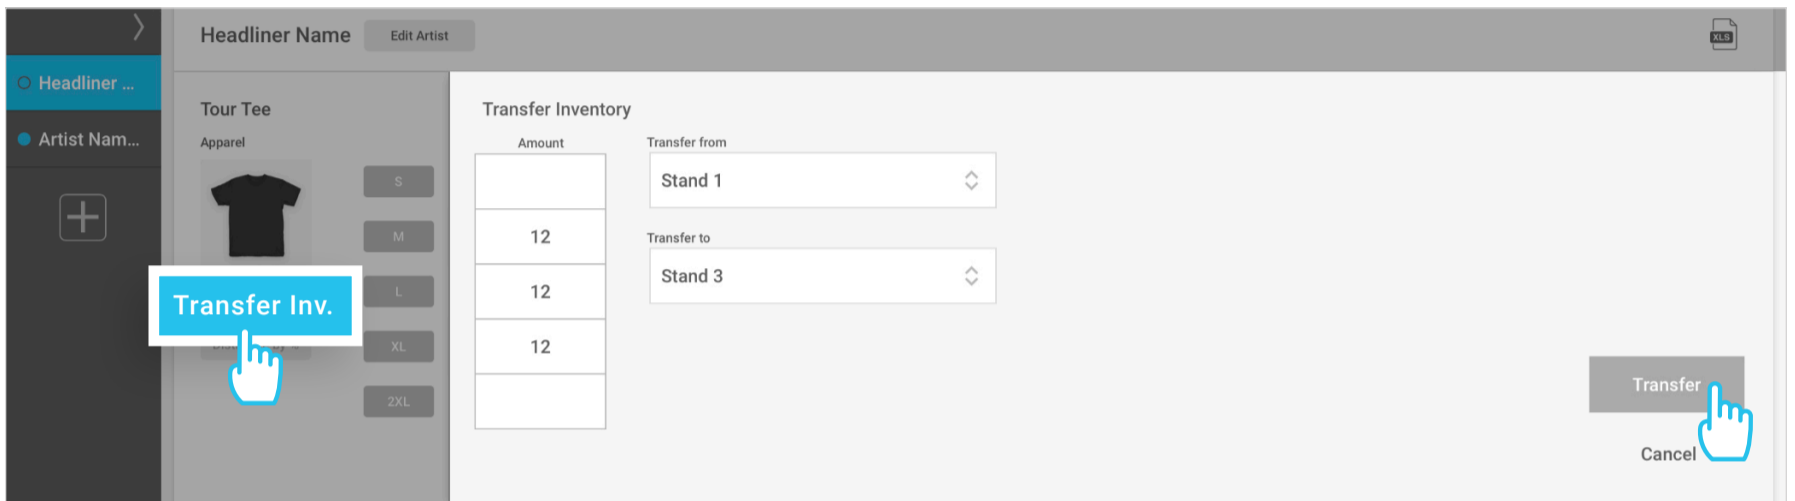 Headliner Name
Edit Artist
XLS
Headliner ...
Artist Nam...
Tour Tee
Apparel
S
M
L
XL
2XL
Transfer Inv.
Transfer Inventory
Amount
12
12
12
Transfer from
Stand 1
Transfer to
Stand 3
Transfer
Cancel